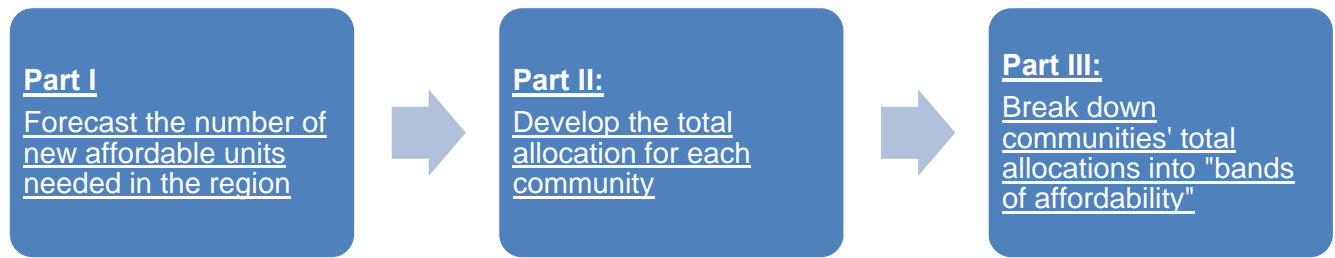 Part I
Forecast the number of
new affordable units
needed in the region
Part II:
Develop the total
allocation for each
community
Part III:
Break down
communities' total
allocations into "bands
of affordability"